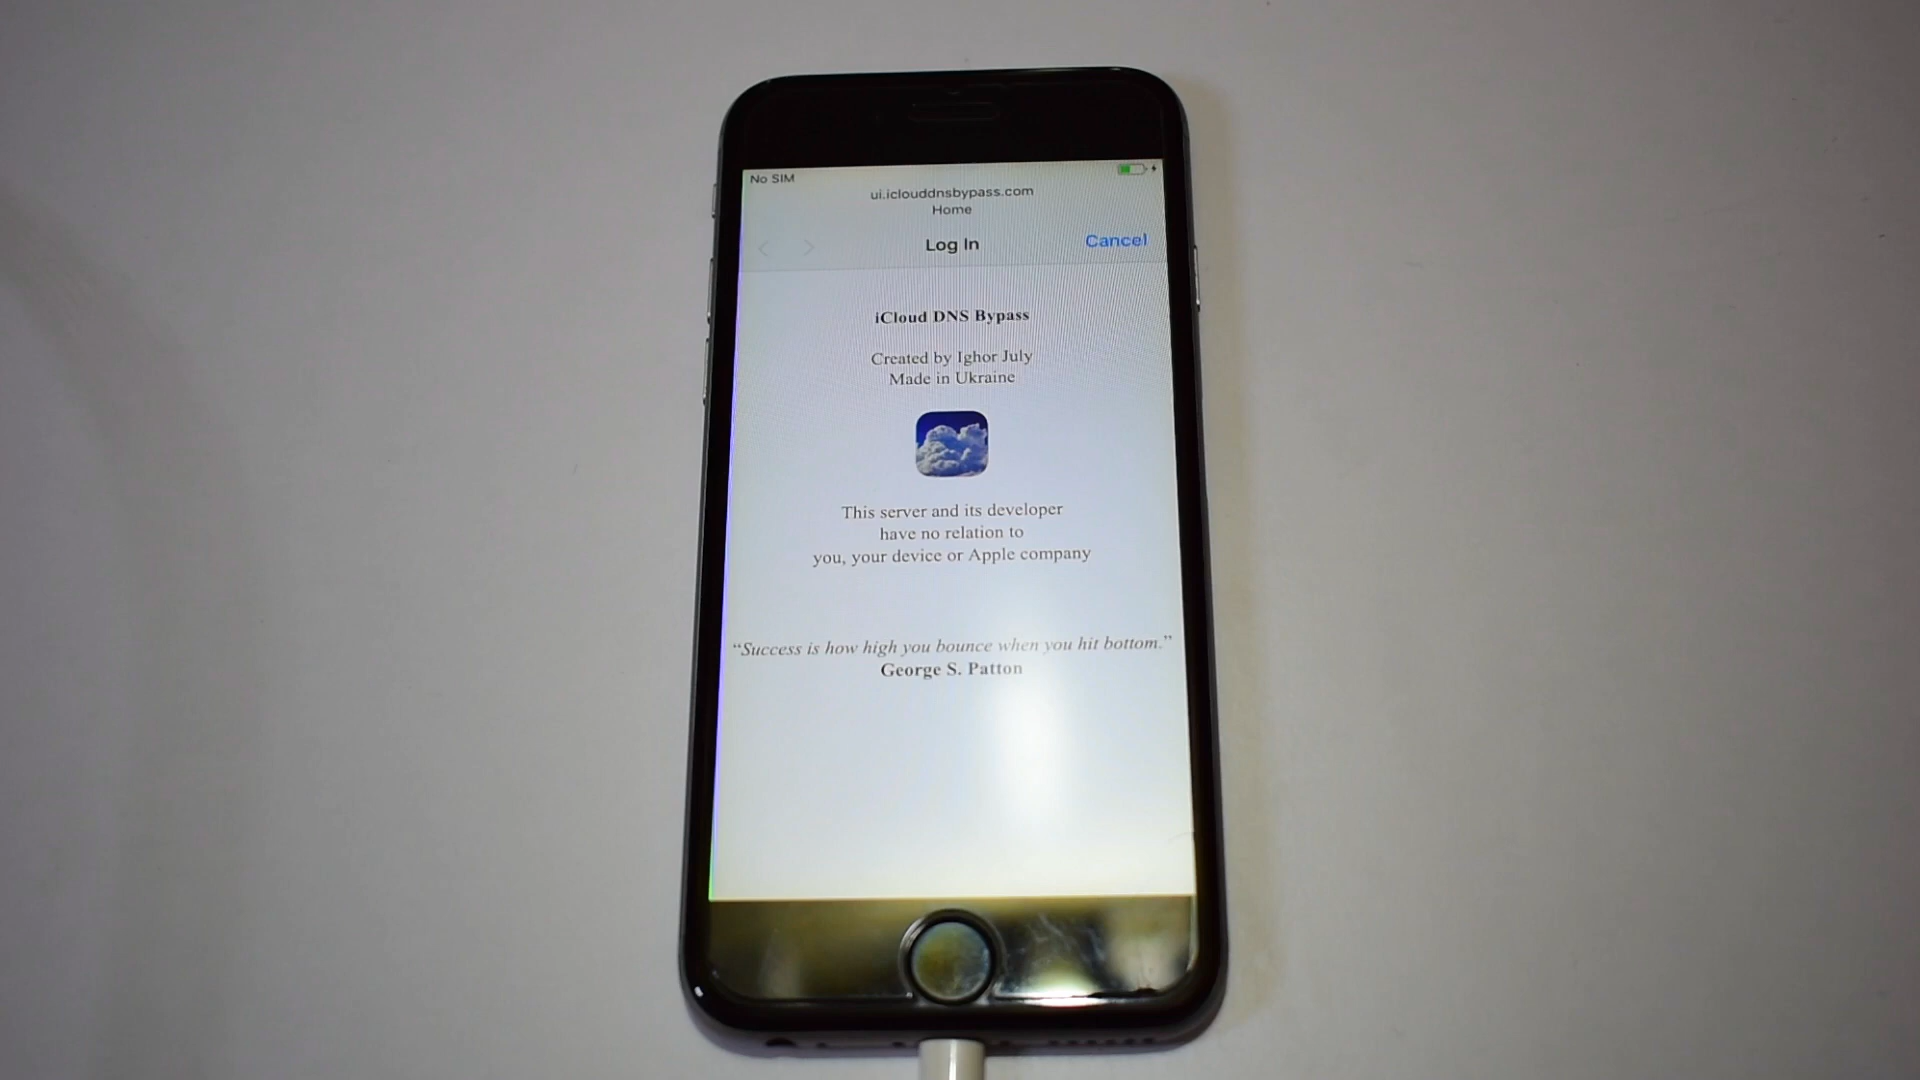 No SIM
ui.iclouddnsbypass.com
Home
Log In
Cancel
iCloud DNS Bypass
Created by Ighor July
Made in Ukraine
This server and its developer
have no relation to
you, your device or Apple company
“Success is how high you bounce when you hit bottom.”
George S. Patton